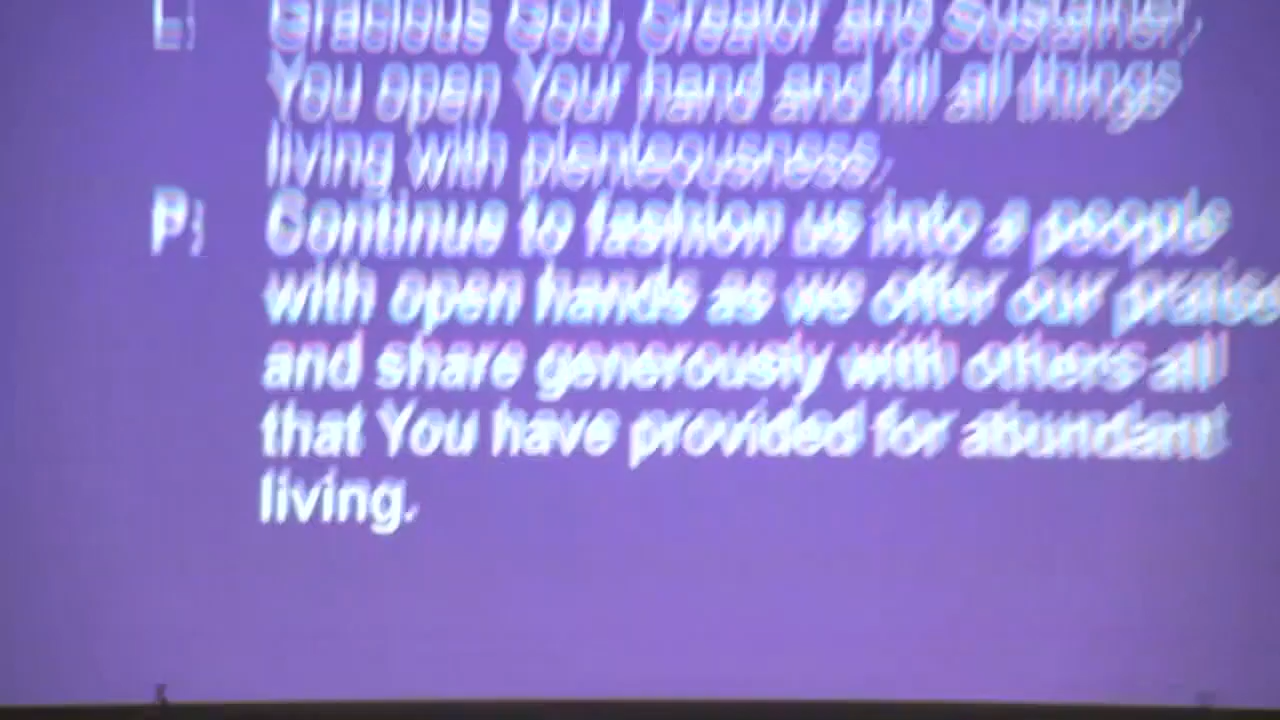 L: Gracious God, Creator and Sustainer,
You open Your hand and fill all things
living with plenteousness,
P: Continue to fashion us into a people
with open hands as we offer our praise
and share generously with others all
that You have provided for abundant
living.